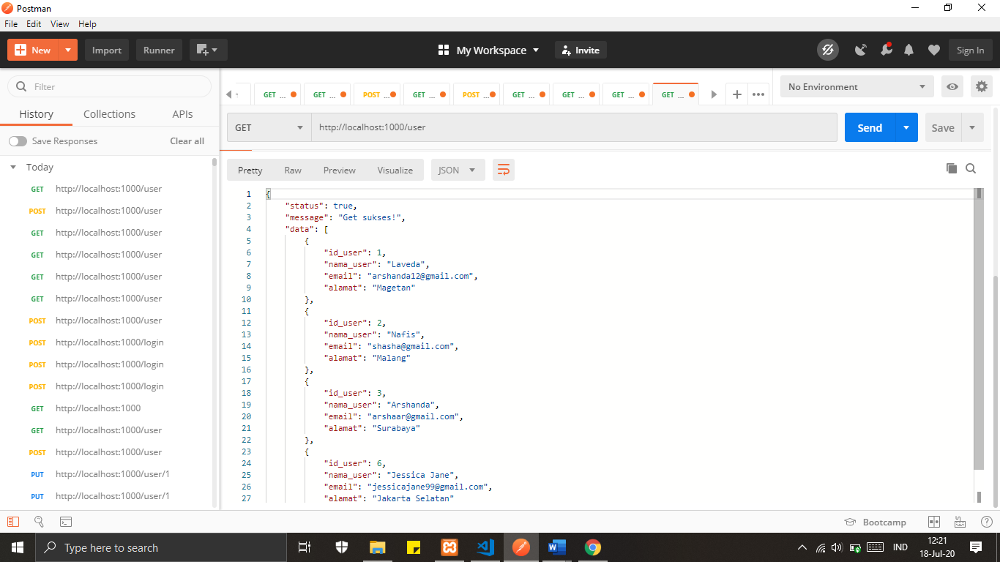 Postman
File Edit View Help
New Import Runner My Workspace Invite Sign In
Filter
History Collections APIs
Save Responses Clear all
Today
GET http://localhost:1000/user
POST http://localhost:1000/user
GET http://localhost:1000/user
GET http://localhost:1000/user
GET http://localhost:1000/user
GET http://localhost:1000/user
POST http://localhost:1000/user
POST http://localhost:1000/login
POST http://localhost:1000/login
POST http://localhost:1000/login
GET http://localhost:1000
GET http://localhost:1000/user
POST http://localhost:1000/user
PUT http://localhost:1000/user/1
PUT http://localhost:1000/user/1
GET ... GET ... POST ... GET ... POST ... GET ... GET ... GET ... GET ... No Environment
GET http://localhost:1000/user Send Save
Pretty Raw Preview Visualize JSON
1 {
2 "status": true,
3 "message": "Get sukses!",
4 "data": [
5 {
6 "id_user": 1,
7 "nama_user": "Laveda",
8 "email": "arshanda12@gmail.com",
9 "alamat": "Magetan"
10 },
11 {
12 "id_user": 2,
13 "nama_user": "Nafis",
14 "email": "shasha@gmail.com",
15 "alamat": "Malang"
16 },
17 {
18 "id_user": 3,
19 "nama_user": "Arshanda",
20 "email": "arshaar@gmail.com",
21 "alamat": "Surabaya"
22 },
23 {
24 "id_user": 6,
25 "nama_user": "Jessica Jane",
26 "email": "jessicajane99@gmail.com",
27 "alamat": "Jakarta Selatan"
Bootcamp
Type here to search
IND
12:21
18-Jul-20